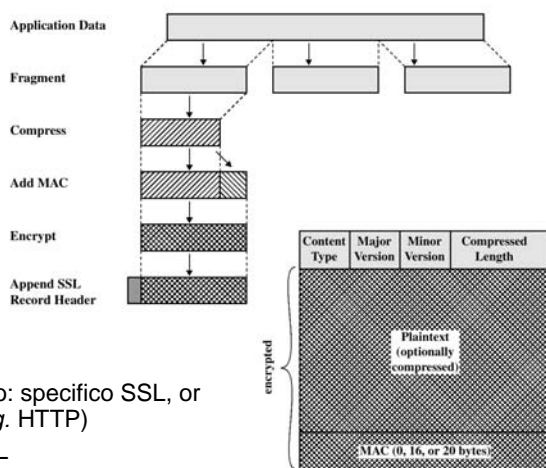 Application Data
Fragment
Compress
Add MAC
Encrypt
Append SSL
Record Header
Content
Type
Major
Version
Minor
Version
Compressed
Length
encrypted
Plaintext
(optionally
compressed)
MAC (0, 16, or 20 bytes)
: specifico SSL, or
HTTP)